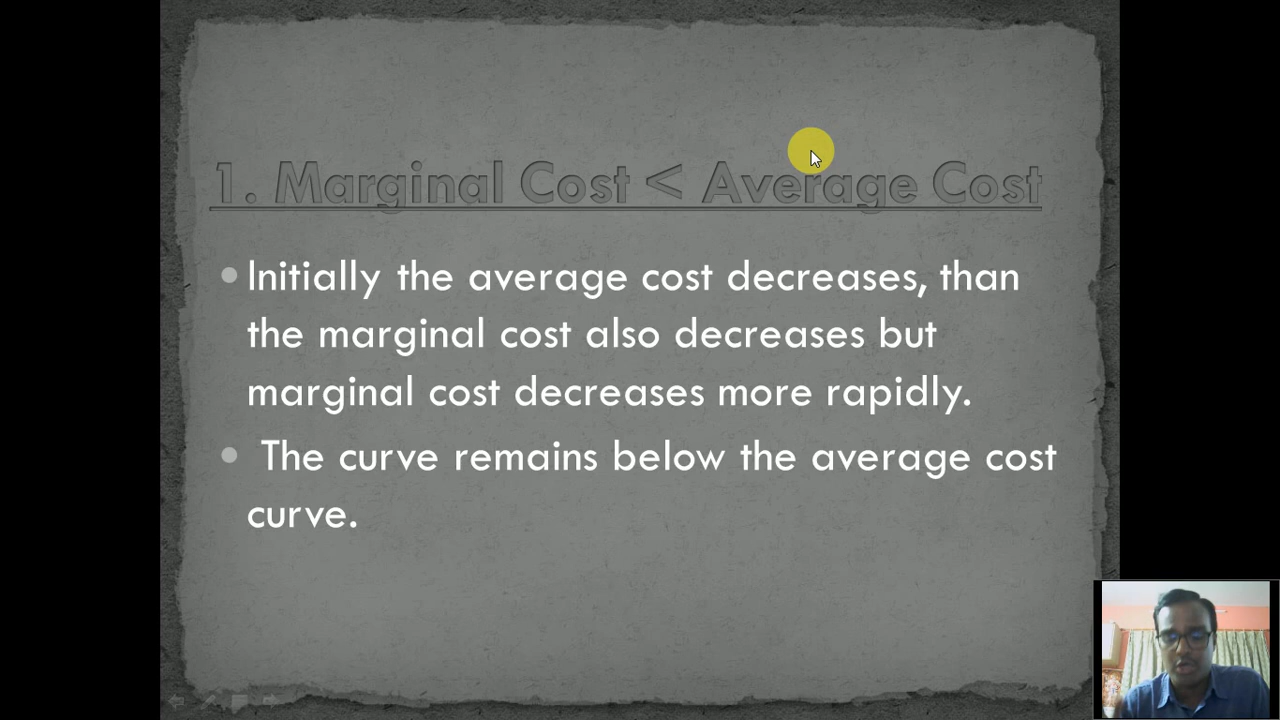 1. Marginal Cost < Average Cost
Initially the average cost decreases, than
the marginal cost also decreases but
marginal cost decreases more rapidly.
The curve remains below the average cost
curve.